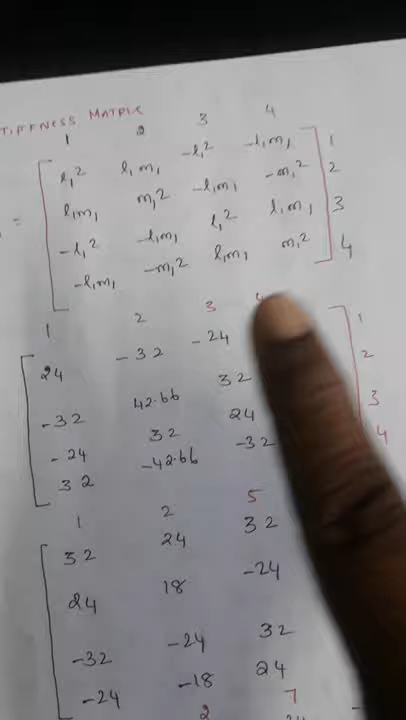 STIFFNESS MATRIX
1 2 3 4
l₁² l₁m₁ -l₁² -l₁m₁ 1
= l₁m₁ m₁² -l₁m₁ -m₁² 2
-l₁² -l₁m₁ l₁² l₁m₁ 3
-l₁m₁ -m₁² l₁m₁ m₁² 4
1 2 3
24 -32 -24 1
-32 42.66 32 2
-24 32 24 3
32 -42.66 -32 4
1 2 5
32 24 32
24 18 -24
-32 -24 32
-24 -18 24
2 7